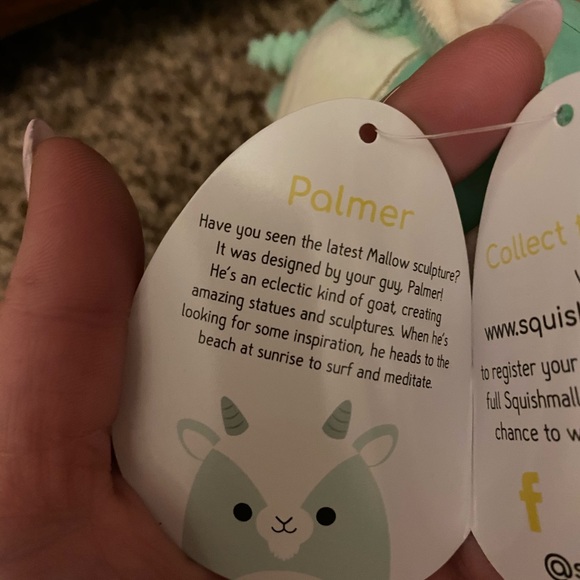 Palmer
Have you seen the latest Mallow sculpture?
It was designed by your guy, Palmer!
He's an eclectic kind of goat, creating
amazing statues and sculptures. When he's
looking for some inspiration, he heads to the
beach at sunrise to surf and meditate.
Collect
www.squish
to register your
full Squishmall
chance to w
f
@s